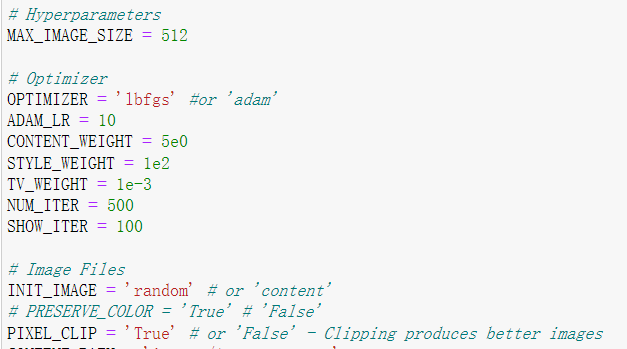 # Hyperparameters
MAX_IMAGE_SIZE = 512
# Optimizer
OPTIMIZER = 'lbfgs' #or 'adam'
ADAM_LR = 10
CONTENT_WEIGHT = 5e0
STYLE_WEIGHT = 1e2
TV_WEIGHT = 1e-3
NUM_ITER = 500
SHOW_ITER = 100
# Image Files
INIT_IMAGE = 'random' # or 'content'
# PRESERVE_COLOR = 'True' # 'False'
PIXEL_CLIP = 'True' # or 'False' - Clipping produces better images